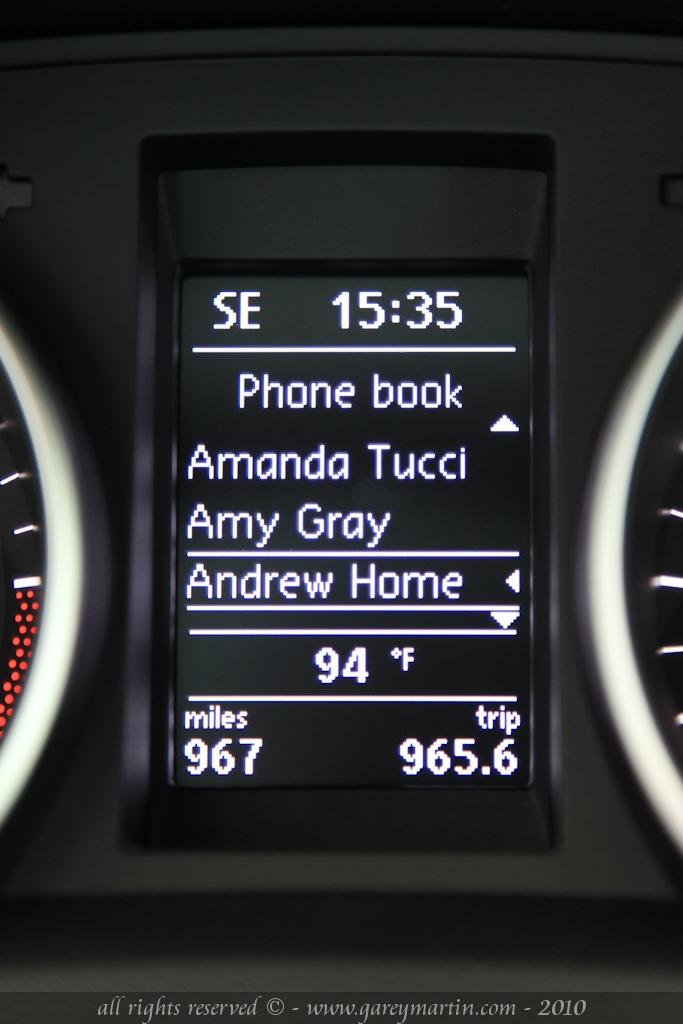 SE 15:35
Phone book
Amanda Tucci
Amy Gray
Andrew Home
94 °F
miles trip
967 965.6
all rights reserved © - www.gareymartin.com - 2010